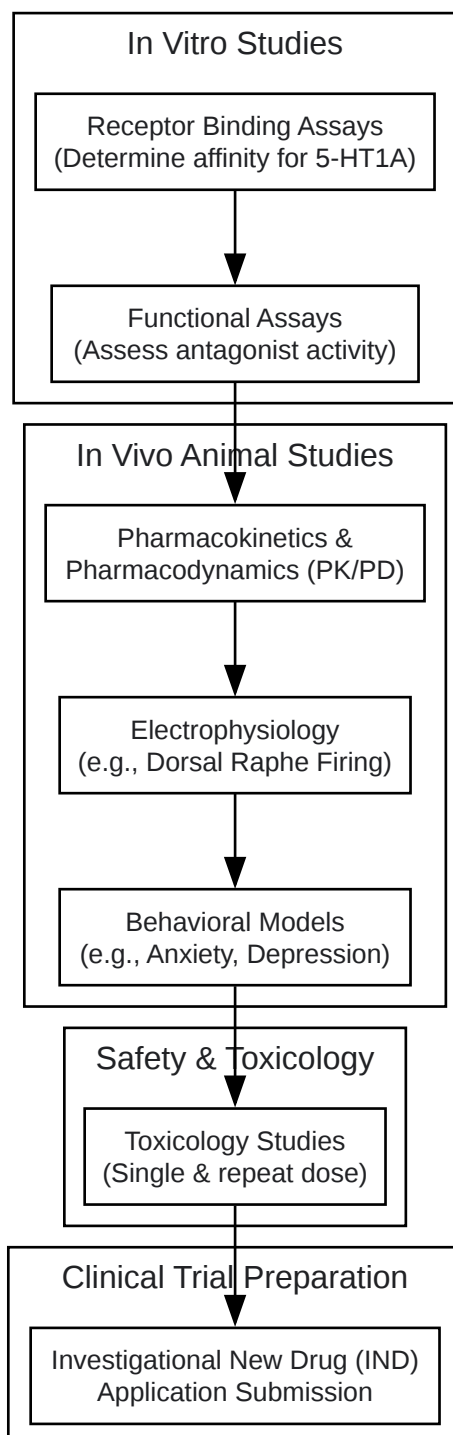 In Vitro Studies
Receptor Binding Assays
(Determine affinity for 5-HT1A)
Functional Assays
(Assess antagonist activity)
In Vivo Animal Studies
Pharmacokinetics &
Pharmacodynamics (PK/PD)
Electrophysiology
(e.g., Dorsal Raphe Firing)
Behavioral Models
(e.g., Anxiety, Depression)
Safety & Toxicology
Toxicology Studies
(Single & repeat dose)
Clinical Trial Preparation
Investigational New Drug (IND)
Application Submission